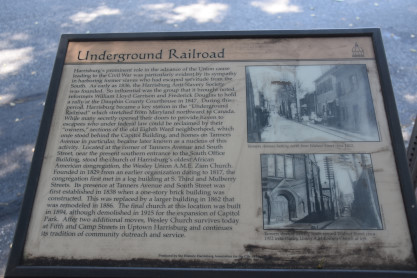 Underground Railroad
Harrisburg's prominent role in the advance of the Union cause
leading to the Civil War was particularly evident by its sympathy
in harboring former slaves who had escaped servitude from the
South. As early as 1836, the Harrisburg Anti-Slavery Society
was founded. So influential was the group that it brought noted
reformers William Lloyd Garrison and Frederick Douglas to hold
a rally at the Dauphin County Courthouse in 1847. During this
period, Harrisburg became a key station in the "Underground
Railroad" which stretched from Maryland northward to Canada.
While many secretly opened their doors to provide haven to
escapees who under federal law could be reclaimed by their
"owners," sections of the old Eighth Ward neighborhood, which
once stood behind the Capitol Building, and homes on Tanners
Avenue in particular, became later known as a nucleus of this
activity. Located at the corner of Tanners Avenue and South
Street, near the present southern entrance to the South Office
Building, stood the Church of Harrisburg's oldest African
American congregation, the Wesley Union A.M.E. Zion Church.
Founded in 1829 from an earlier organization dating to 1817, the
congregation first met in a log building at S. Third and Mulberry
Streets. Its presence at Tanners Avenue and South Street was
first established in 1839 when a one-story brick building was
constructed. This was replaced by a larger building in 1862 that
was remodeled in 1886. The final church at this location was built
in 1894, although demolished in 1915 for the expansion of Capitol
Park. After two additional moves, Wesley Church survives today
at Fifth and Camp Streets in Uptown Harrisburg and continues
its tradition of community outreach and service.